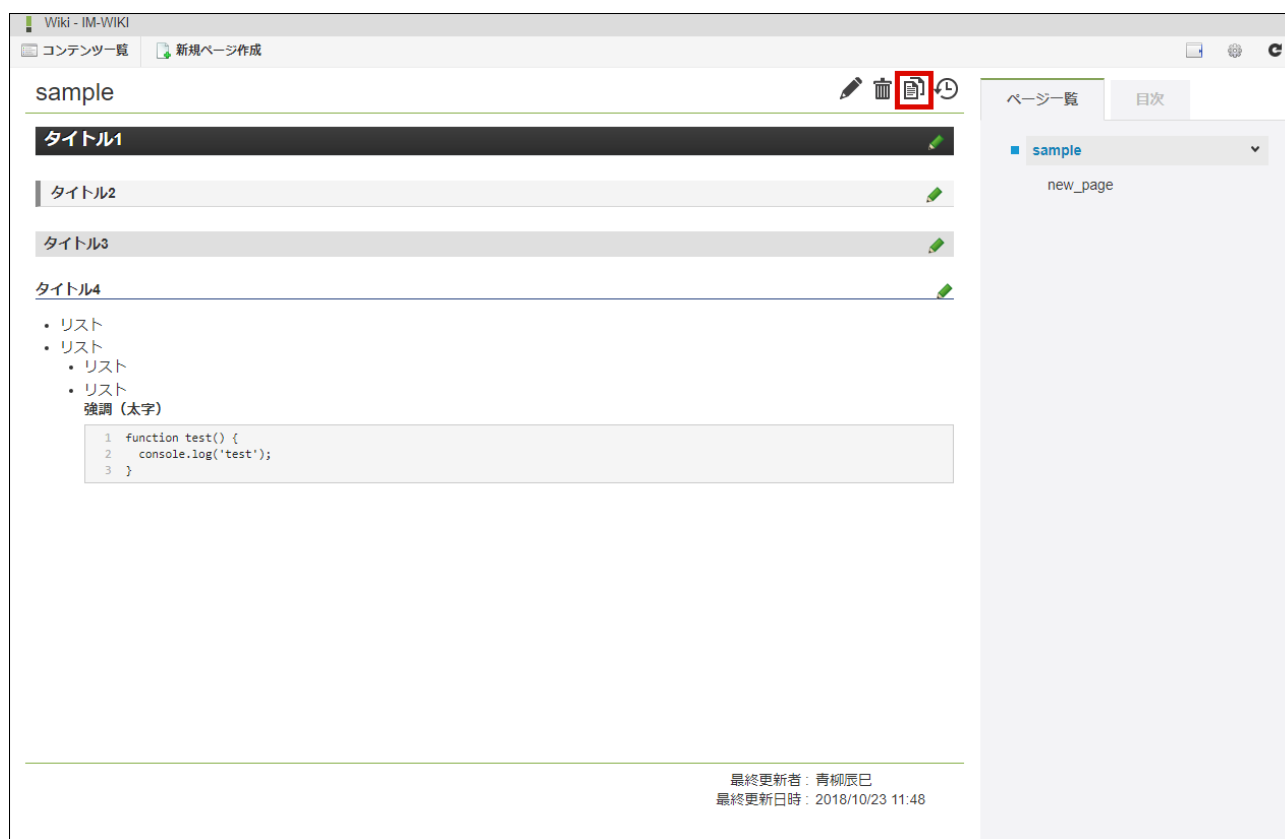 Wiki - IM-WIKI
コンテンツ一覧 新規ページ作成
sample
タイトル1
タイトル2
タイトル3
タイトル4
• リスト
• リスト
• リスト
• リスト
強調（太字）
1 function test() {
2 console.log('test');
3 }
最終更新者 : 青柳辰巳
最終更新日時 : 2018/10/23 11:48
ページ一覧 目次
sample
new_page